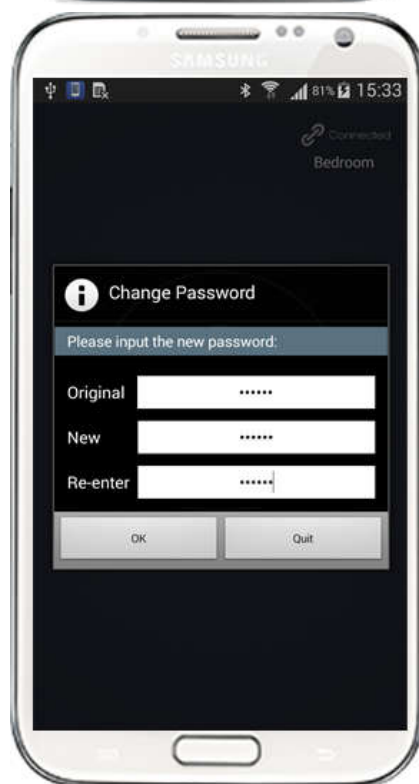 SAMSUNG
81% 15:33
Connected
Bedroom
Change Password
Please input the new password:
Original ••••••
New ••••••
Re-enter ••••••
OK Quit